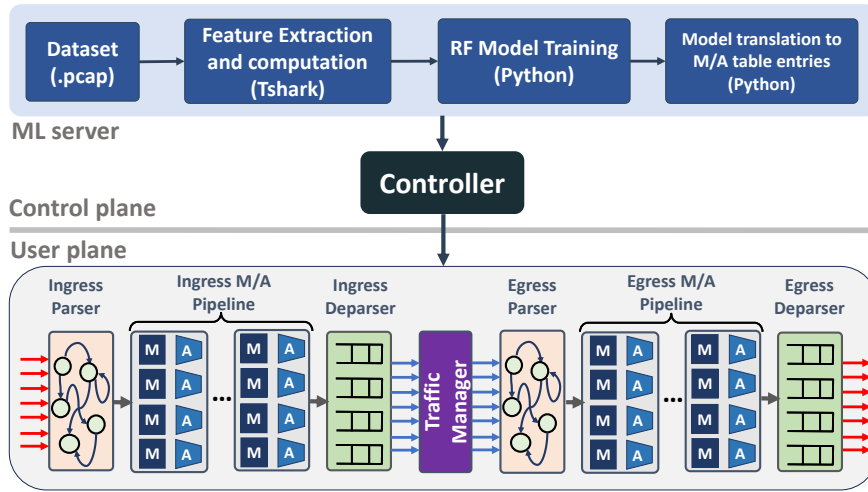 Dataset
(.pcap)
Feature Extraction
and computation
(Tshark)
RF Model Training
(Python)
Model translation to
M/A table entries
(Python)
ML server
Controller
Control plane
User plane
Ingress
Parser
Ingress M/A
Pipeline
Ingress
Deparser
Egress
Parser
Egress M/A
Pipeline
Egress
Deparser
Traffic
Manager
M A M A M A M A
M A M A M A M A
... ...
M A M A M A M A
M A M A M A M A